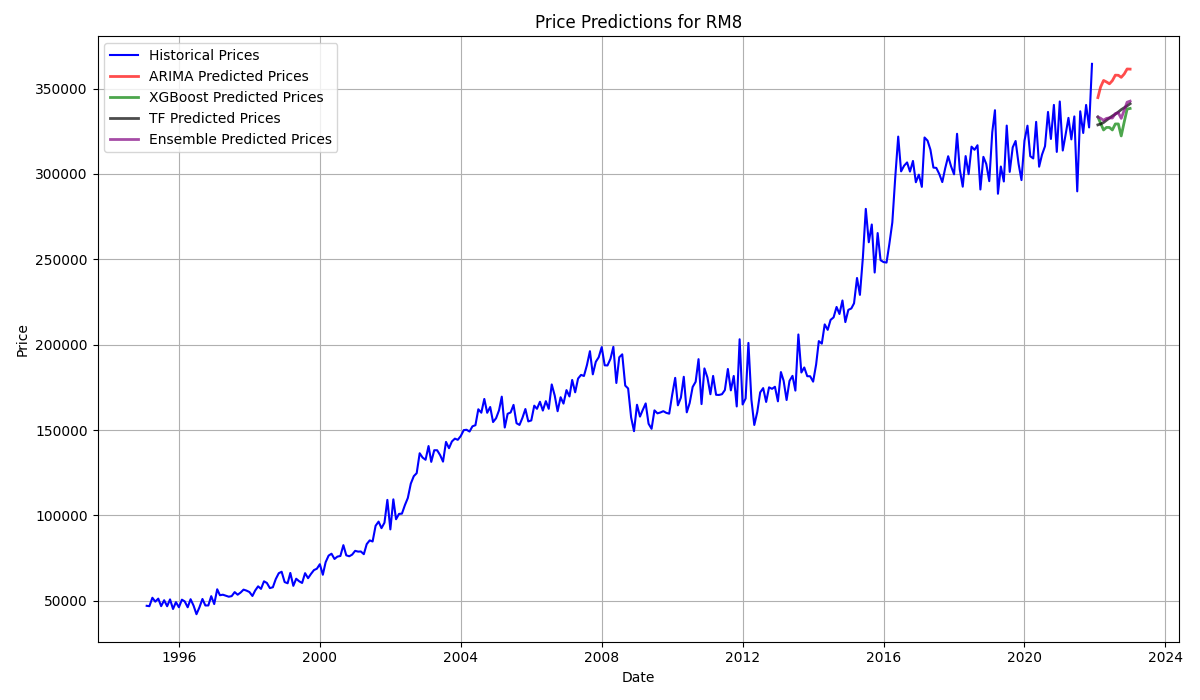 Price Predictions for RM8
Historical Prices
ARIMA Predicted Prices
XGBoost Predicted Prices
TF Predicted Prices
Ensemble Predicted Prices
350000
300000
250000
200000
150000
100000
50000
Price
1996 2000 2004 2008 2012 2016 2020 2024
Date